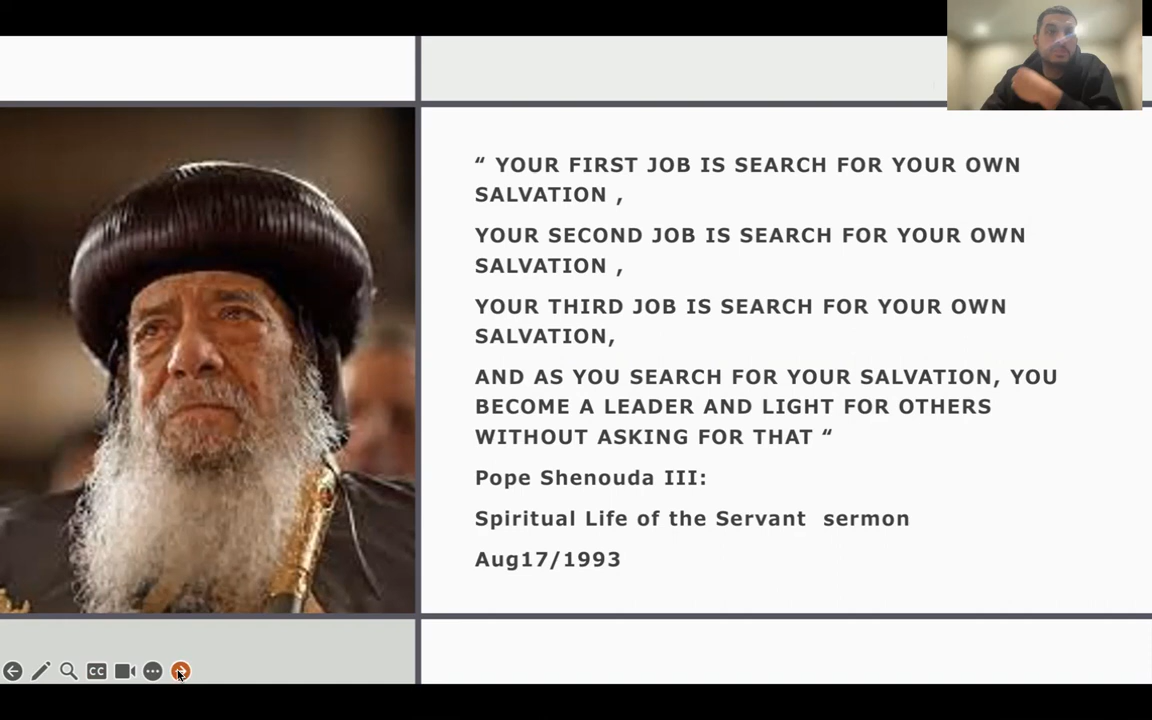 “ YOUR FIRST JOB IS SEARCH FOR YOUR OWN
SALVATION ,
YOUR SECOND JOB IS SEARCH FOR YOUR OWN
SALVATION ,
YOUR THIRD JOB IS SEARCH FOR YOUR OWN
SALVATION,
AND AS YOU SEARCH FOR YOUR SALVATION, YOU
BECOME A LEADER AND LIGHT FOR OTHERS
WITHOUT ASKING FOR THAT “
Pope Shenouda III:
Spiritual Life of the Servant  sermon
Aug17/1993
CC